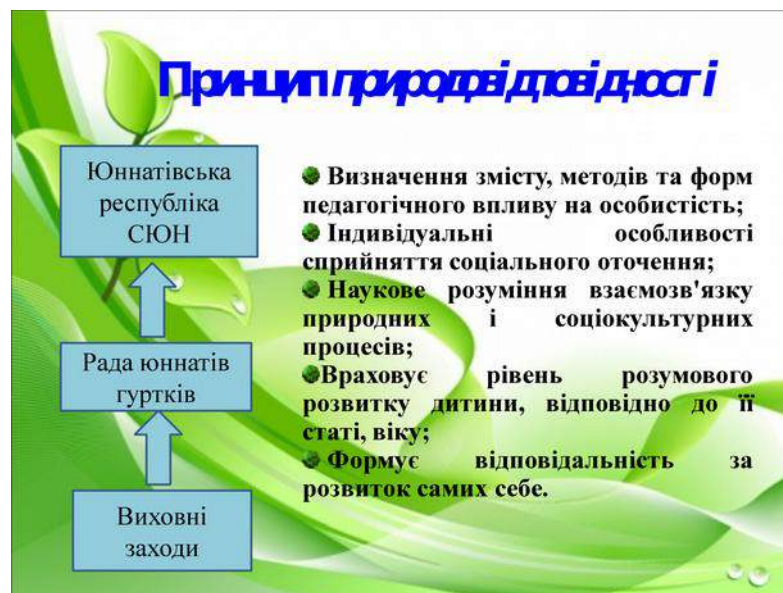 Принцип природовідповідності
Юннатівська
республіка
СЮН
Рада юннатів
гуртків
Виховні
заходи
Визначення змісту, методів та форм
педагогічного впливу на особистість;
Індивідуальні особливості
сприйняття соціального оточення;
Наукове розуміння взаємозв'язку
природних і соціокультурних
процесів;
Враховує рівень розумового
розвитку дитини, відповідно до її
статі, віку;
Формує відповідальність за
розвиток самих себе.